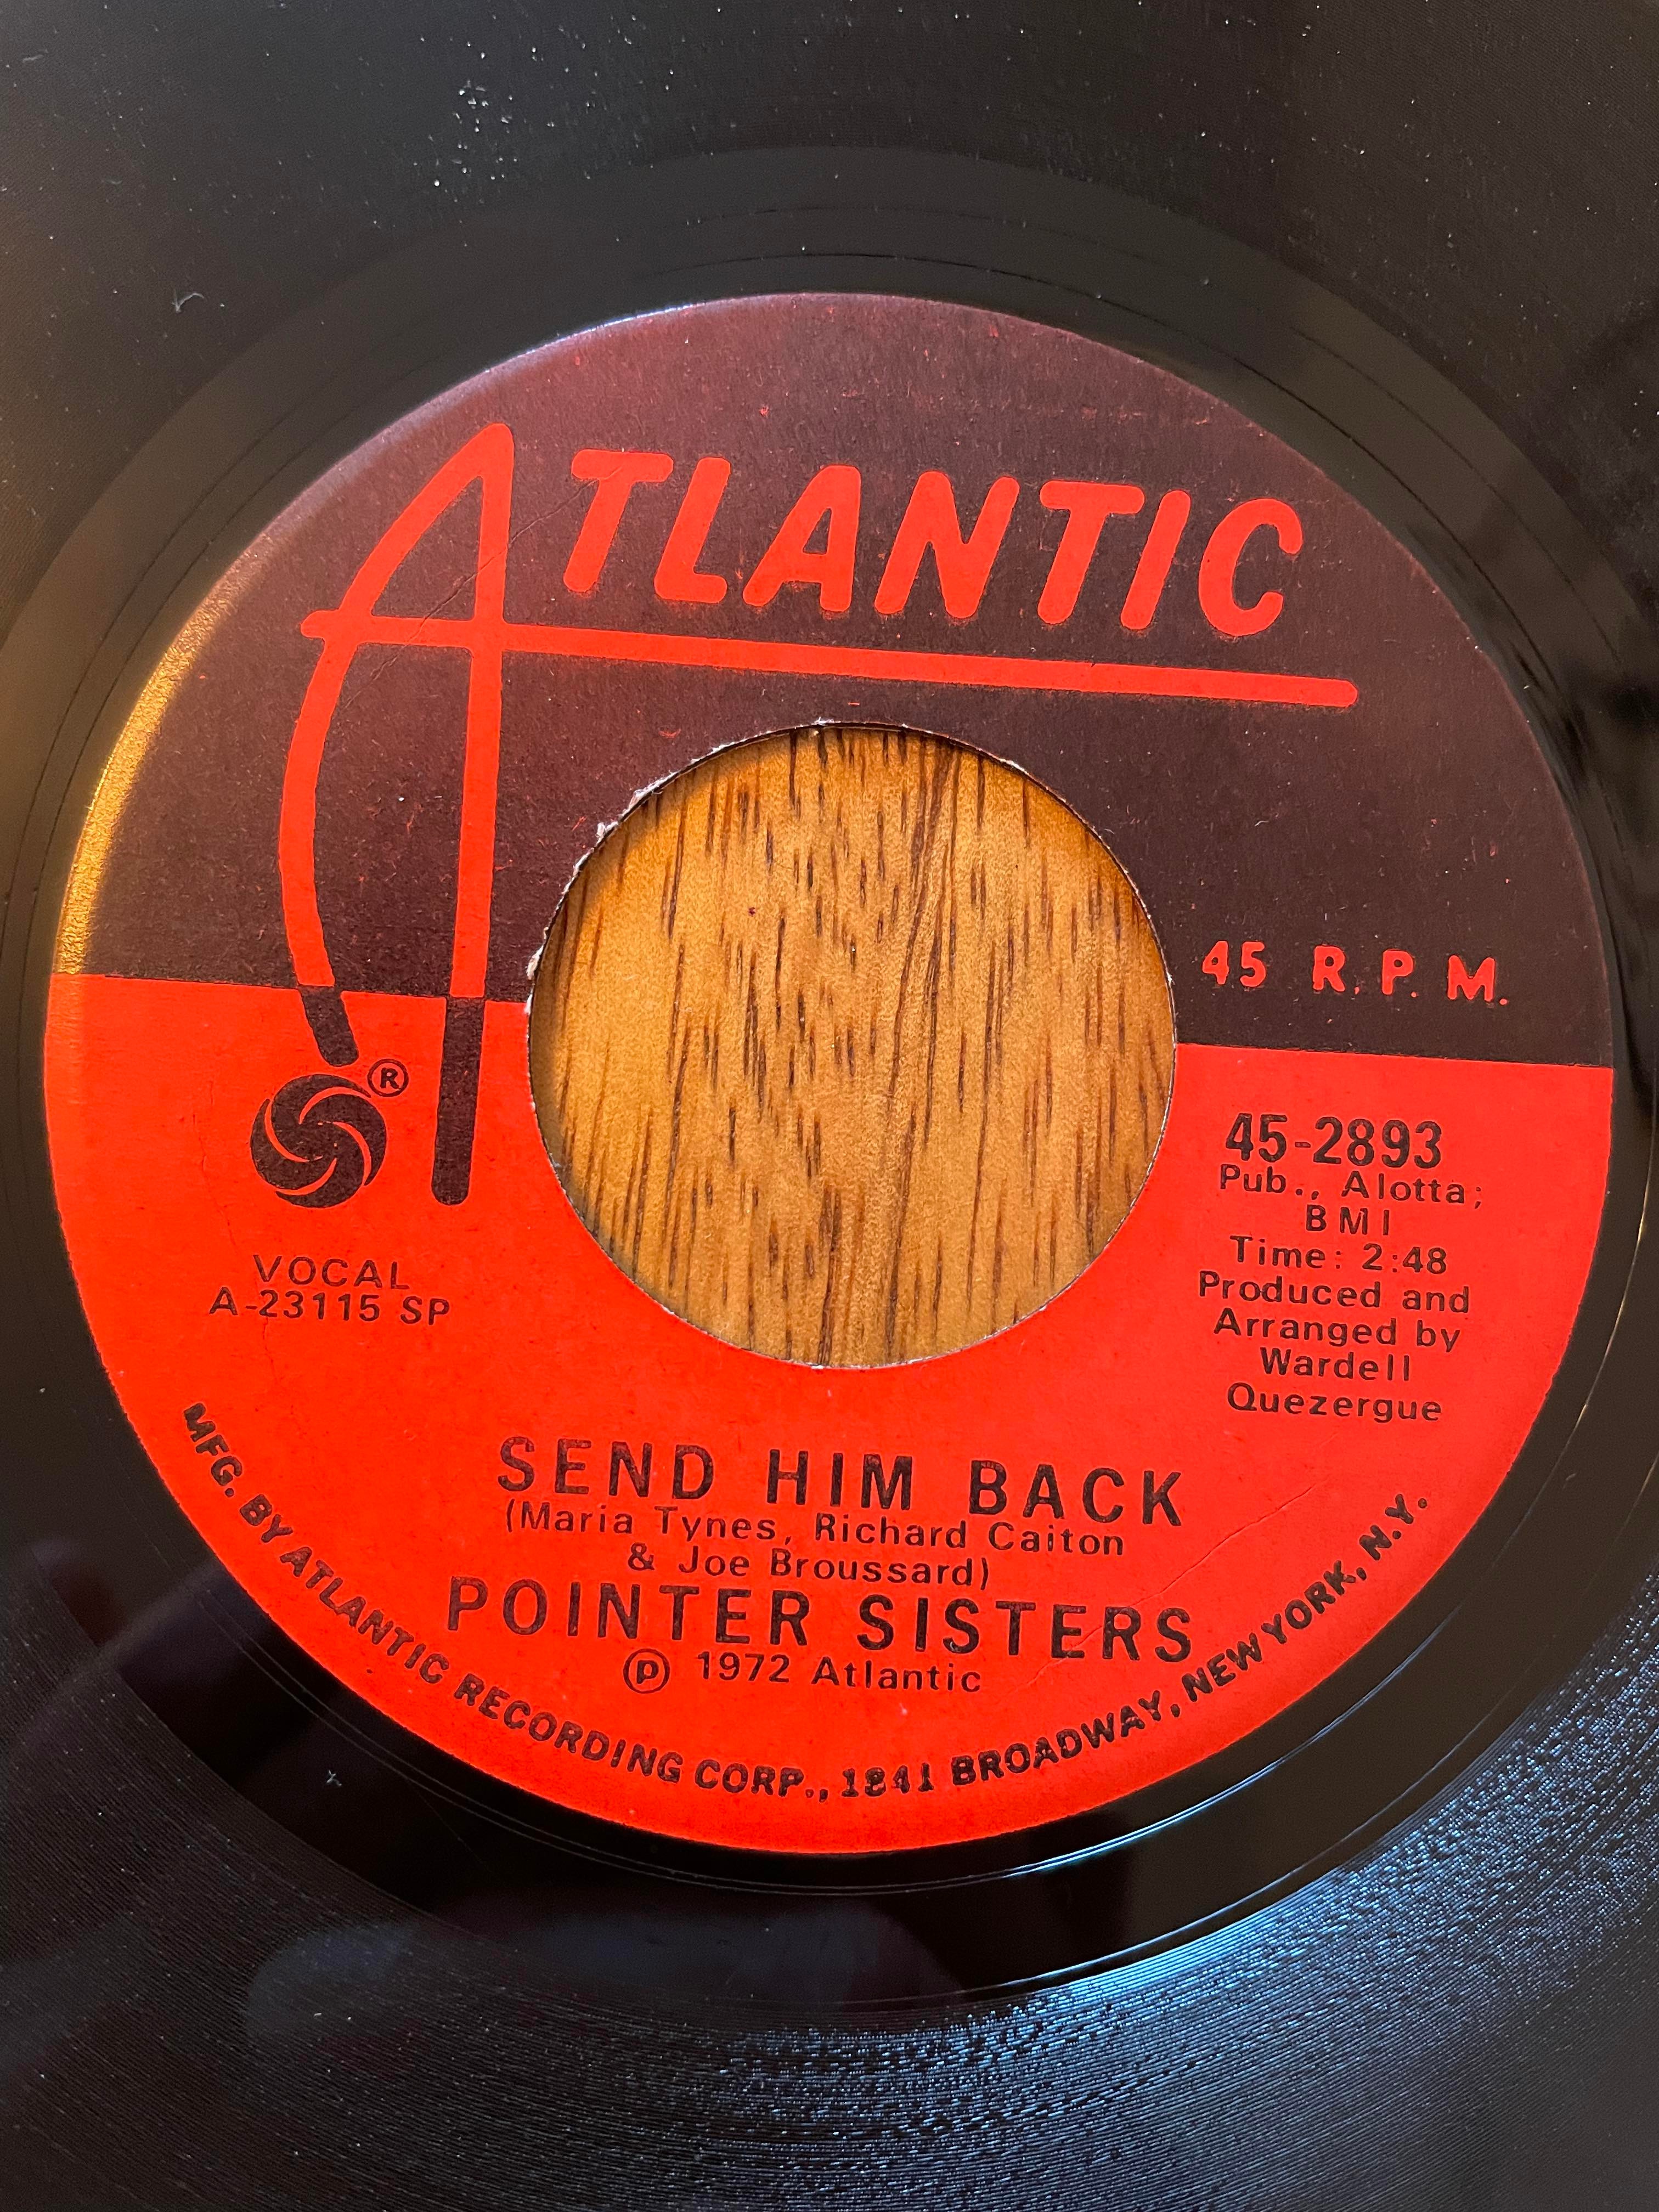 ATLANTIC
45 R.P.M.
®
VOCAL
A-23115 SP
45-2893
Pub., Alotta;
BMI
Time: 2:48
Produced and
Arranged by
Wardell
Quezergue
SEND HIM BACK
(Maria Tynes, Richard Caiton
& Joe Broussard)
POINTER SISTERS
℗ 1972 Atlantic
MFG. BY ATLANTIC RECORDING CORP., 1841 BROADWAY, NEW YORK, N.Y.